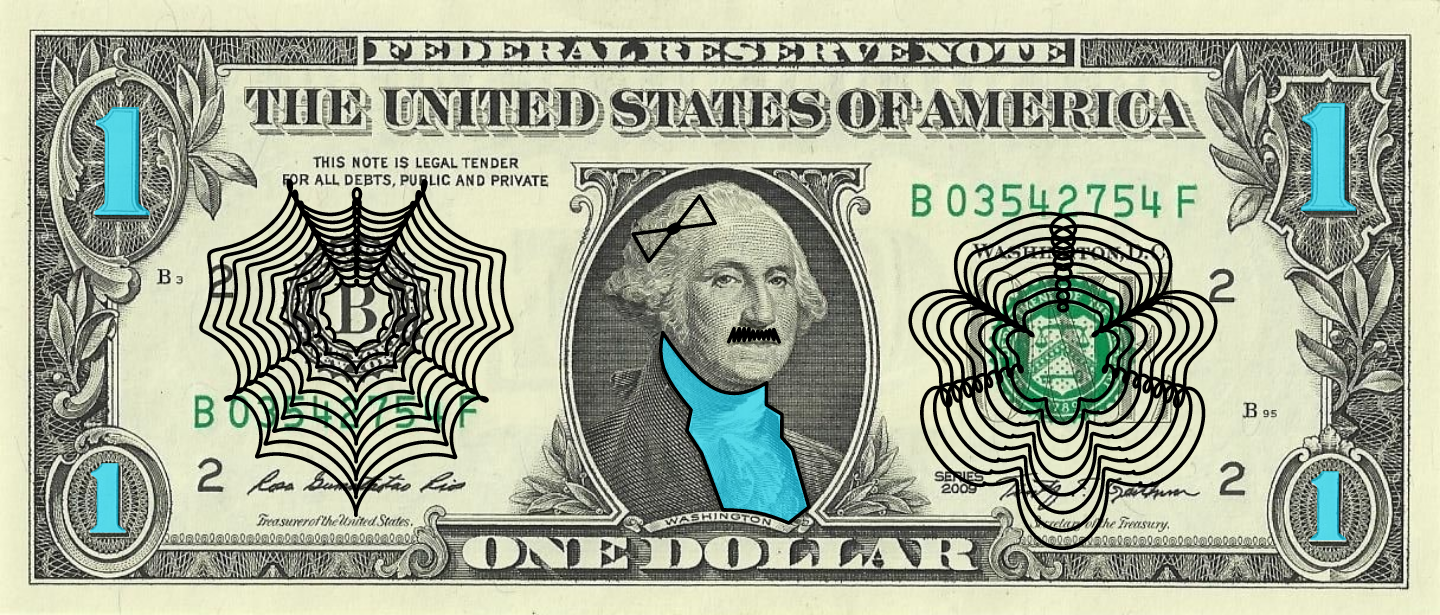 FEDERAL RESERVE NOTE
THE UNITED STATES OF AMERICA
1
1
THIS NOTE IS LEGAL TENDER
FOR ALL DEBTS, PUBLIC AND PRIVATE
B 03542754 F
WASHINGTON, D.C.
B 3
2
B
2
B 03542754 F
B 95
2
SERIES
2009
2
1
1
Treasurer of the United States.
Secretary of the Treasury.
WASHINGTON
ONE DOLLAR